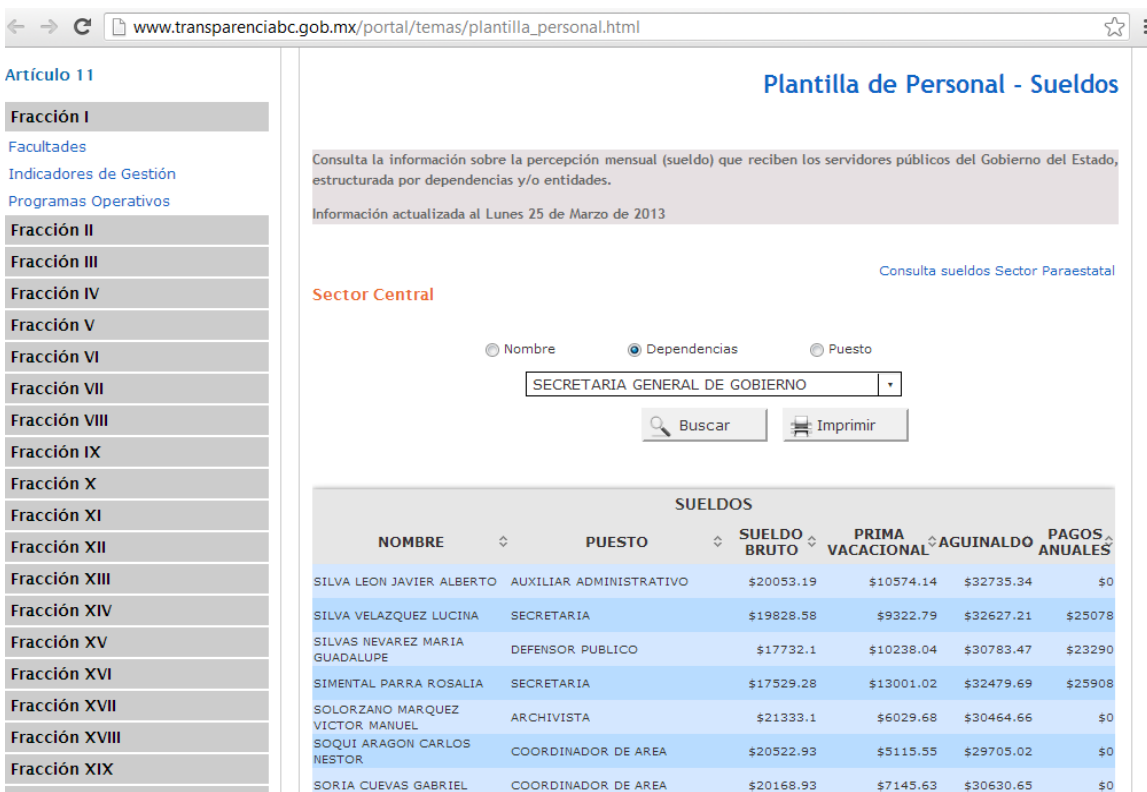 www.transparenciabc.gob.mx/portal/temas/plantilla_personal.html
Artículo 11
Fracción I
Facultades
Indicadores de Gestión
Programas Operativos
Fracción II
Fracción III
Fracción IV
Fracción V
Fracción VI
Fracción VII
Fracción VIII
Fracción IX
Fracción X
Fracción XI
Fracción XII
Fracción XIII
Fracción XIV
Fracción XV
Fracción XVI
Fracción XVII
Fracción XVIII
Fracción XIX
Plantilla de Personal - Sueldos
Consulta la información sobre la percepción mensual (sueldo) que reciben los servidores públicos del Gobierno del Estado,
estructurada por dependencias y/o entidades.
Información actualizada al Lunes 25 de Marzo de 2013
Consulta sueldos Sector Paraestatal
Sector Central
Nombre Dependencias Puesto
SECRETARIA GENERAL DE GOBIERNO
Buscar Imprimir
SUELDOS
NOMBRE PUESTO SUELDO BRUTO PRIMA VACACIONAL AGUINALDO PAGOS ANUALES
SILVA LEON JAVIER ALBERTO AUXILIAR ADMINISTRATIVO $20053.19 $10574.14 $32735.34 $0
SILVA VELAZQUEZ LUCINA SECRETARIA $19828.58 $9322.79 $32627.21 $25078
SILVAS NEVAREZ MARIA
GUADALUPE DEFENSOR PUBLICO $17732.1 $10238.04 $30783.47 $23290
SIMENTAL PARRA ROSALIA SECRETARIA $17529.28 $13001.02 $32479.69 $25908
SOLORZANO MARQUEZ
VICTOR MANUEL ARCHIVISTA $21333.1 $6029.68 $30464.66 $0
SOQUI ARAGON CARLOS
NESTOR COORDINADOR DE AREA $20522.93 $5115.55 $29705.02 $0
SORIA CUEVAS GABRIEL COORDINADOR DE AREA $20168.93 $7145.63 $30630.65 $0